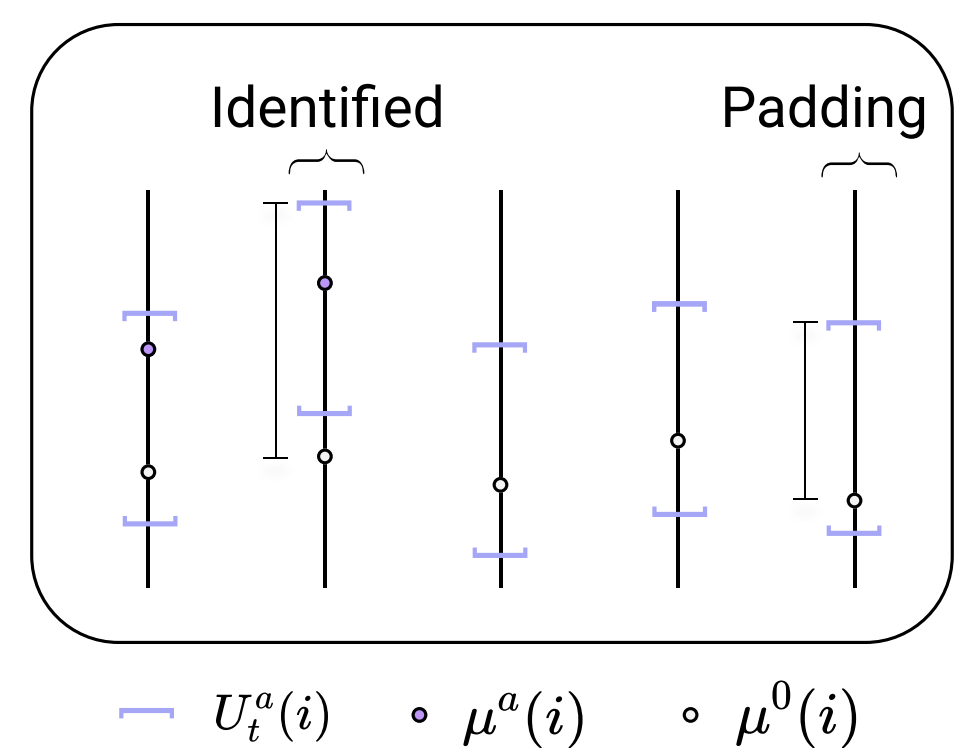 Identified Padding
U_t^a(i) μ^a(i) μ^0(i)